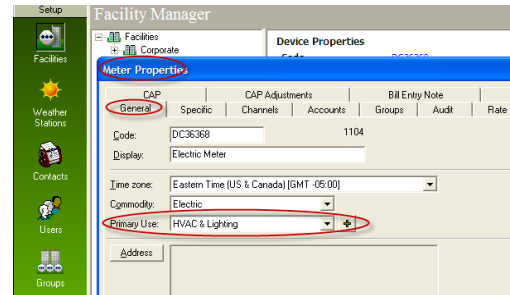 Setup
Facility Manager
Facilities
Corporate
Device Properties
Code
DC36368
Facilities
Meter Properties
CAP
CAP Adjustments
Bill Entry Note
General
Specific
Channels
Accounts
Groups
Audit
Rate
Weather
Stations
Code:
DC36368
1104
Display:
Electric Meter
Contacts
Time zone:
Eastern Time (US & Canada) [GMT -05:00]
Commodity:
Electric
Users
Primary Use:
HVAC & Lighting
Address
Groups